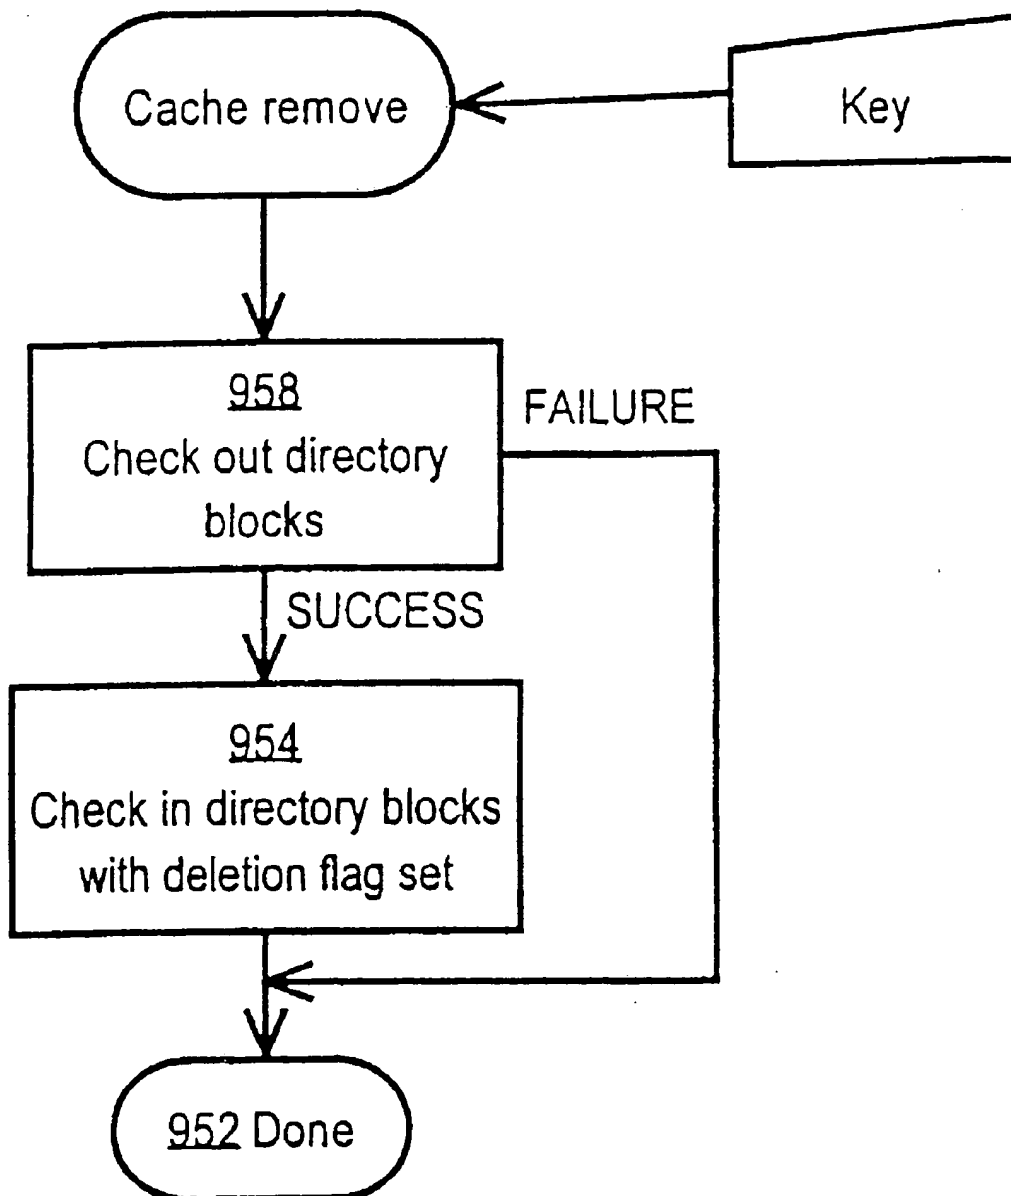 Cache remove
Key
958
Check out directory
blocks
FAILURE
SUCCESS
954
Check in directory blocks
with deletion flag set
952 Done